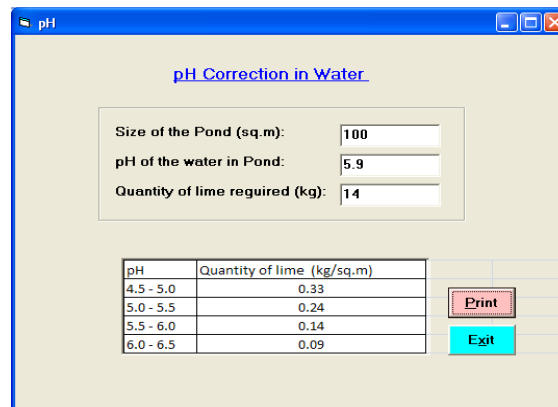 pH
pH Correction in Water
Size of the Pond (sq.m): 100
pH of the water in Pond: 5.9
Quantity of lime reguired (kg): 14
pH Quantity of lime (kg/sq.m)
4.5 - 5.0 0.33
5.0 - 5.5 0.24
5.5 - 6.0 0.14
6.0 - 6.5 0.09
Print
Exit